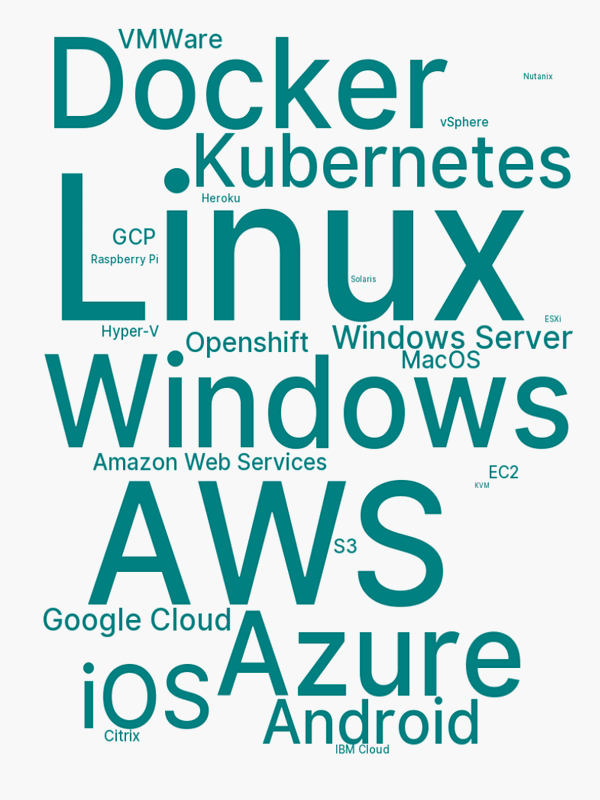 VMWare
Docker
Nutanix
vSphere
Kubernetes
Heroku
Linux
GCP
Raspberry Pi
Solaris
ESXi
Hyper-V
Openshift
Windows Server
MacOS
Windows
Amazon Web Services
EC2
KVM
AWS
S3
Google Cloud
Azure
iOS
Android
Citrix
IBM Cloud